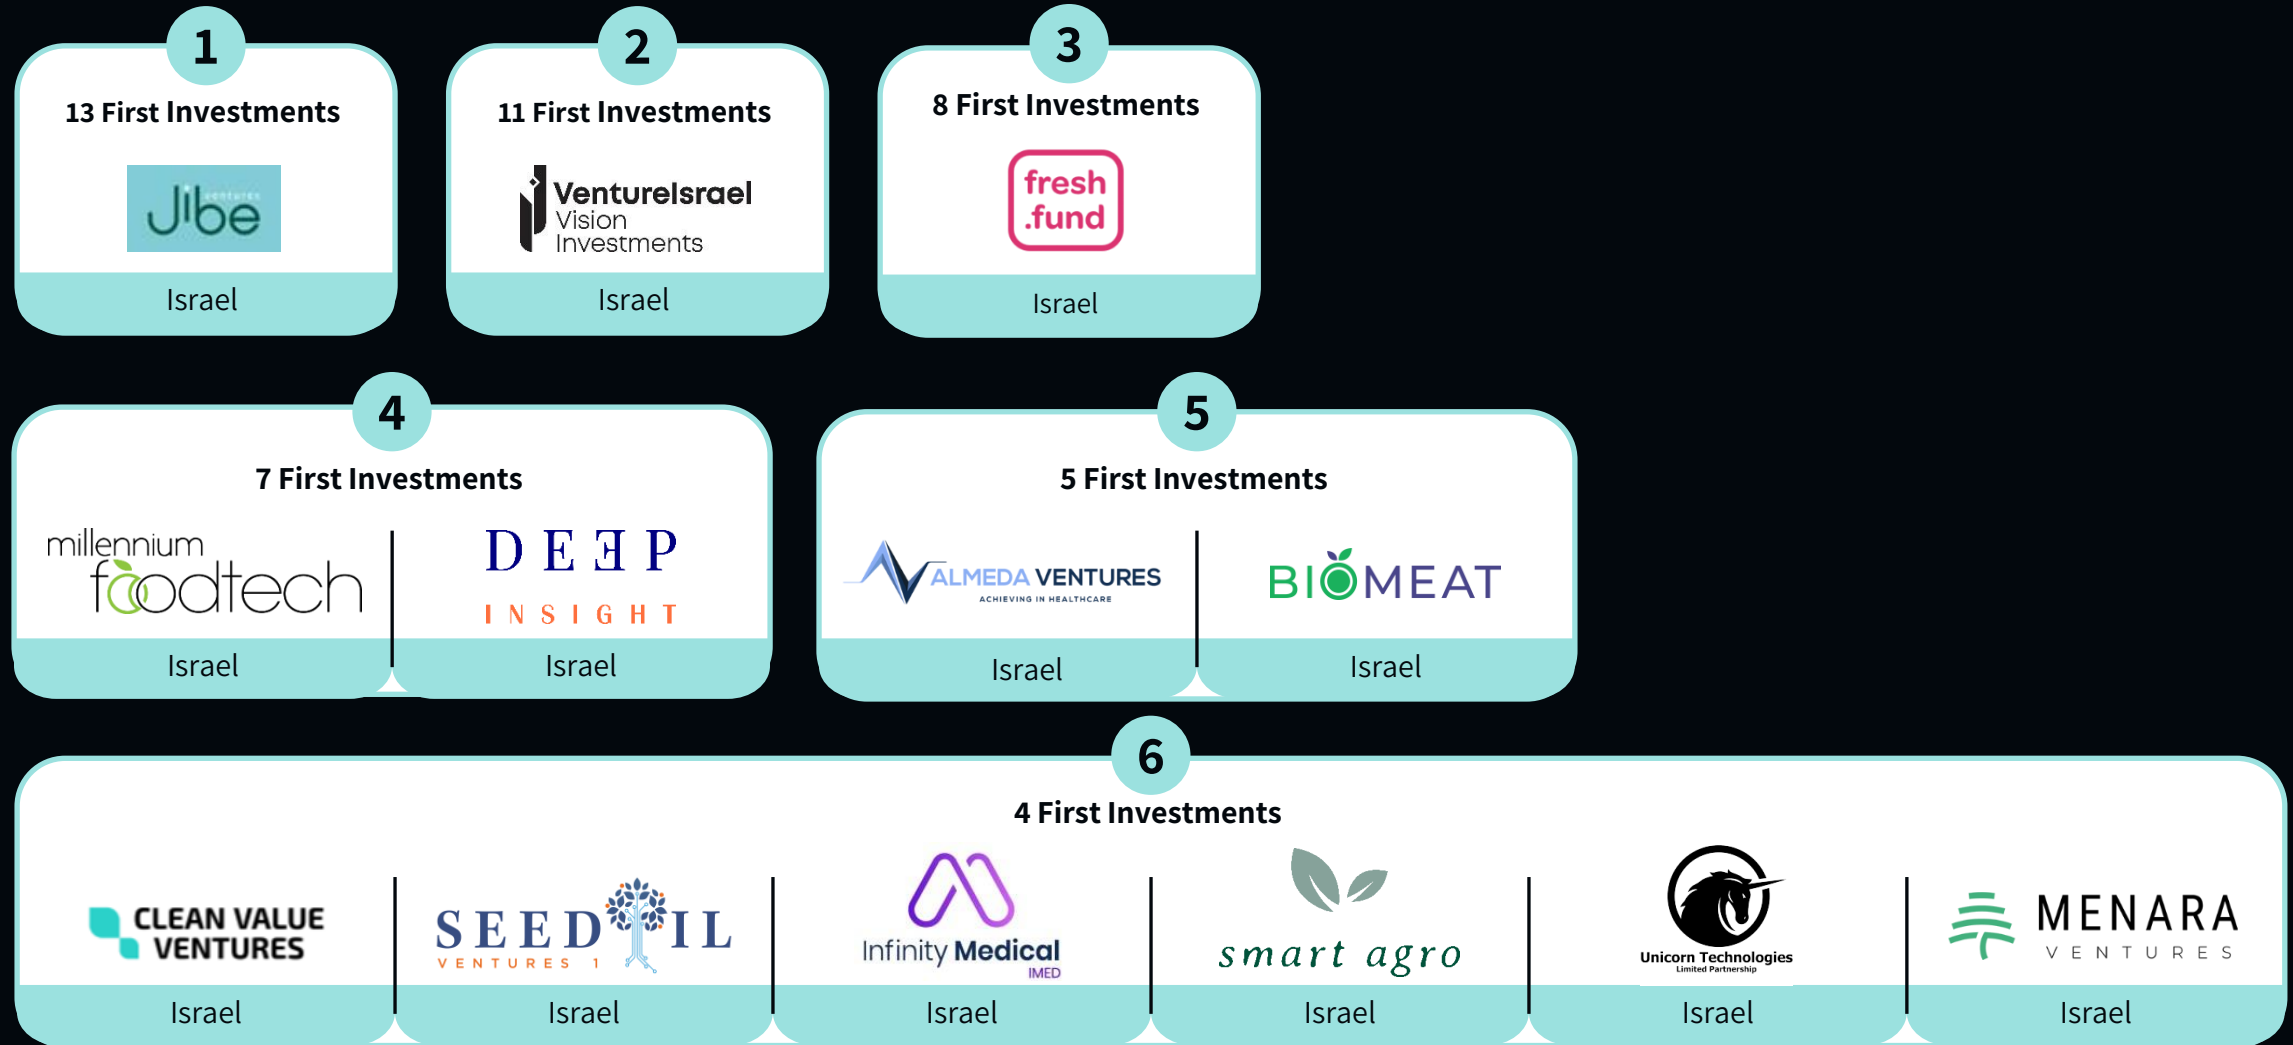 1
13 First Investments
Jibe
ventures
Israel
2
11 First Investments
VentureIsrael
Vision
Investments
Israel
3
8 First Investments
fresh
.fund
Israel
4
7 First Investments
millennium
foodtech
Israel
DEEP
INSIGHT
Israel
5
5 First Investments
ALMEDA VENTURES
ACHIEVING IN HEALTHCARE
Israel
BIOMEAT
Israel
6
4 First Investments
CLEAN VALUE
VENTURES
Israel
SEED IL
VENTURES 1
Israel
Infinity Medical
IMED
Israel
smart agro
Israel
Unicorn Technologies
Limited Partnership
Israel
MENARA
VENTURES
Israel